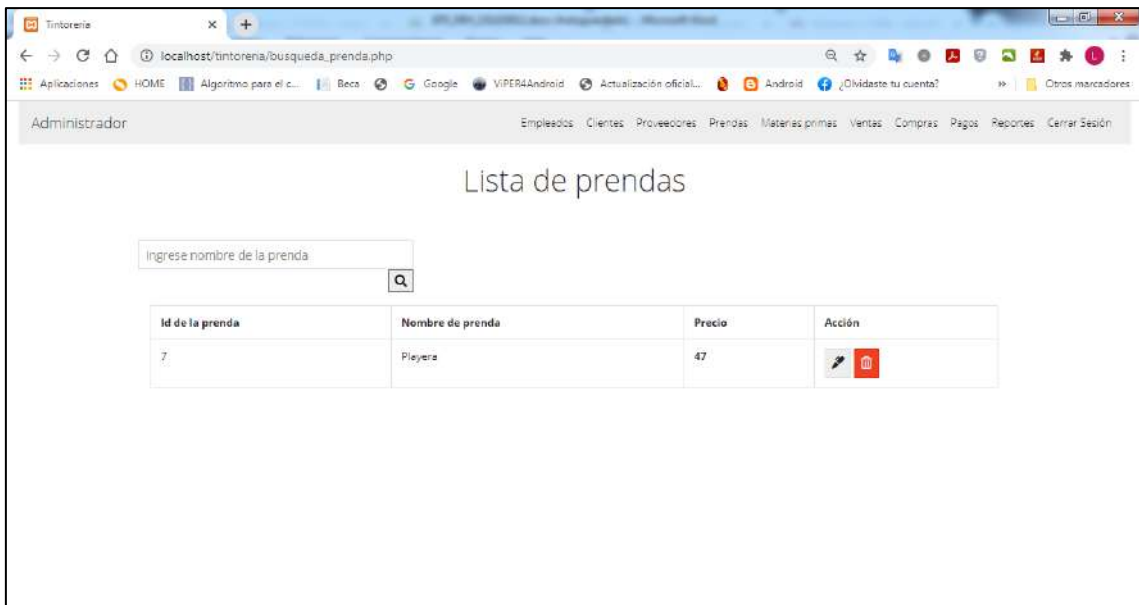 Tintorería
localhost/tintoreria/busqueda_prenda.php
Aplicaciones HOME Algoritmo para el c... Beca Google ViPER4Android Actualización oficial... Android ¿Olvidaste tu cuenta? » Otros marcadores
Administrador Empleados Clientes Proveedores Prendas Materias primas Ventas Compras Pagos Reportes Cerrar Sesión
Lista de prendas
Ingrese nombre de la prenda
Id de la prenda Nombre de prenda Precio Acción
7 Playera 47